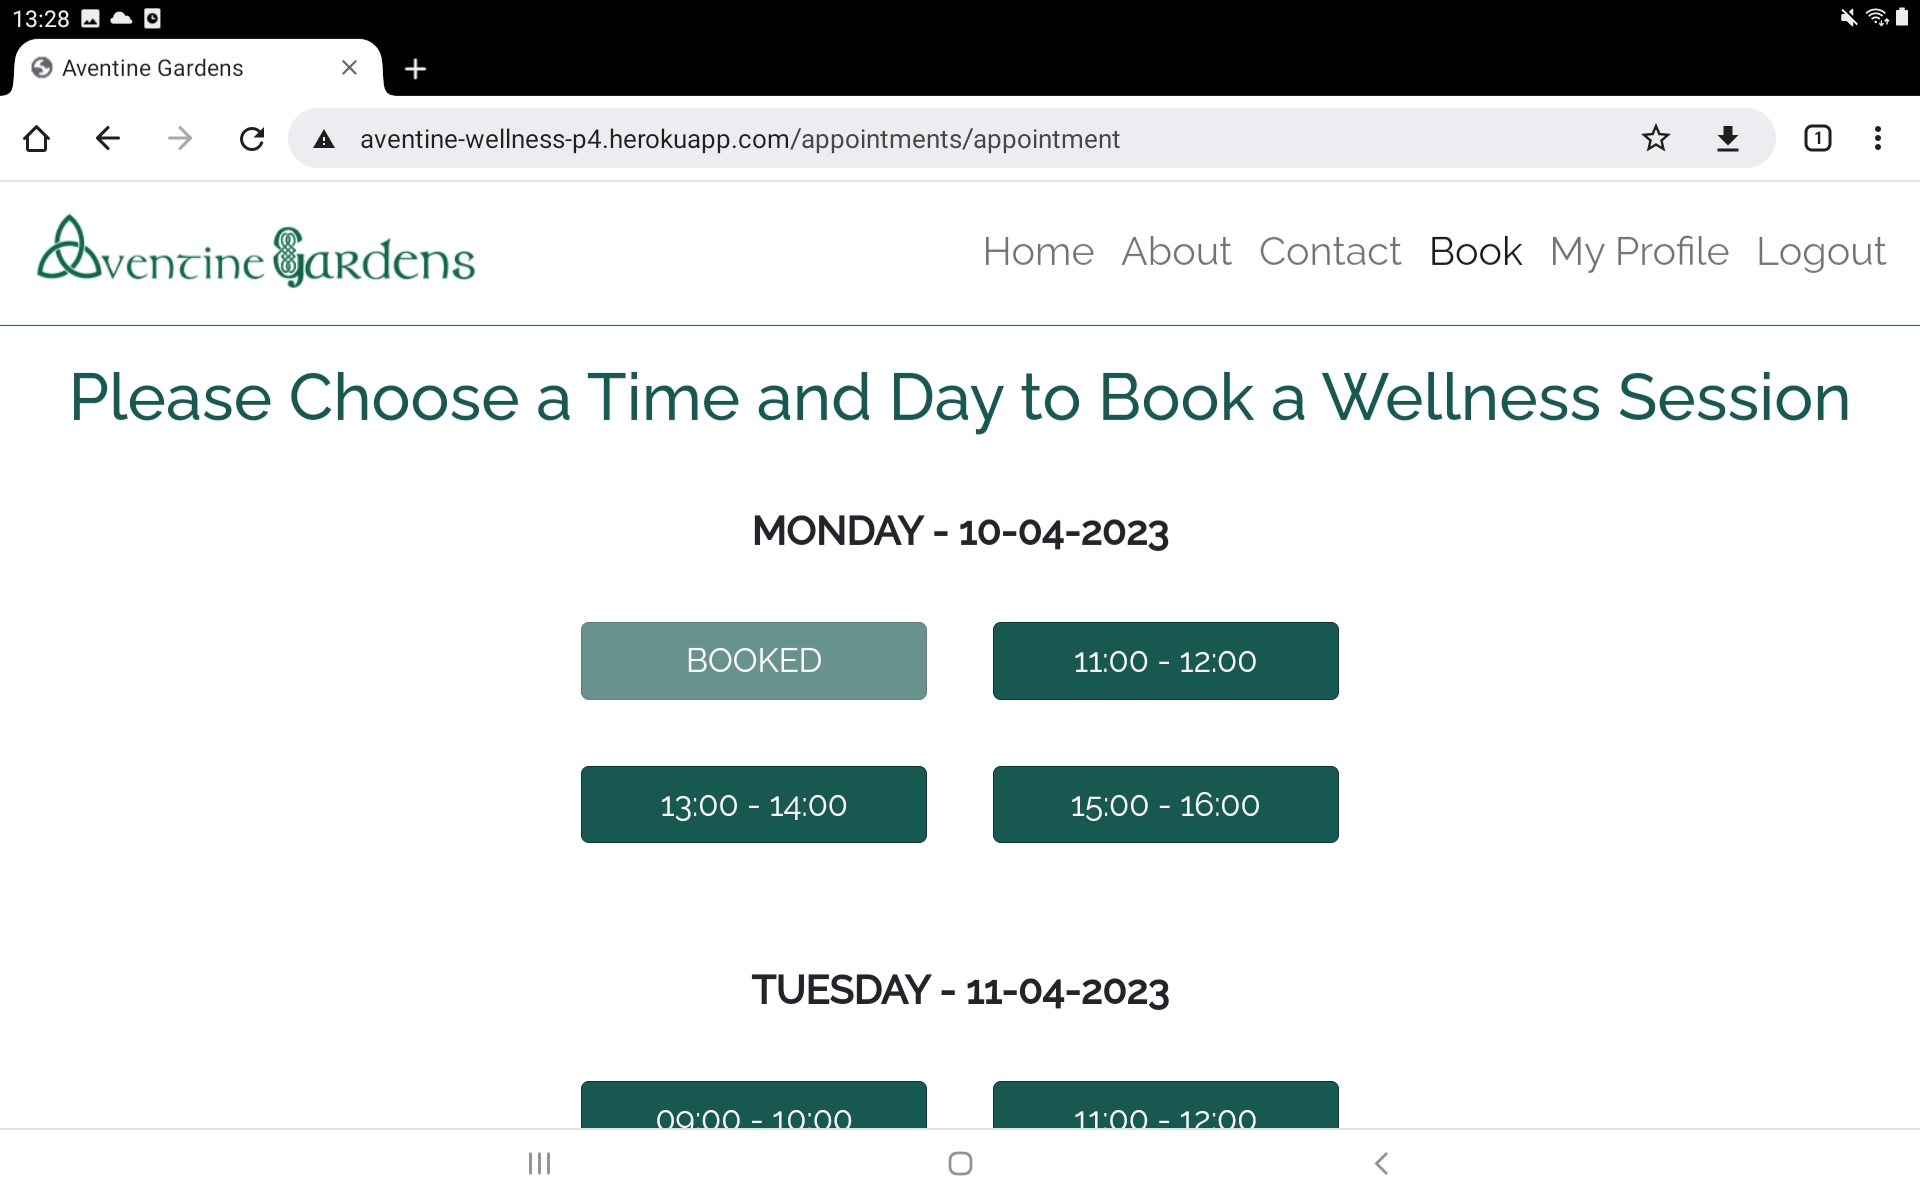 13:28
Aventine Gardens
aventine-wellness-p4.herokuapp.com/appointments/appointment
1
Aventine Gardens
Home About Contact Book My Profile Logout
Please Choose a Time and Day to Book a Wellness Session
MONDAY - 10-04-2023
BOOKED
11:00 - 12:00
13:00 - 14:00
15:00 - 16:00
TUESDAY - 11-04-2023
09:00 - 10:00
11:00 - 12:00